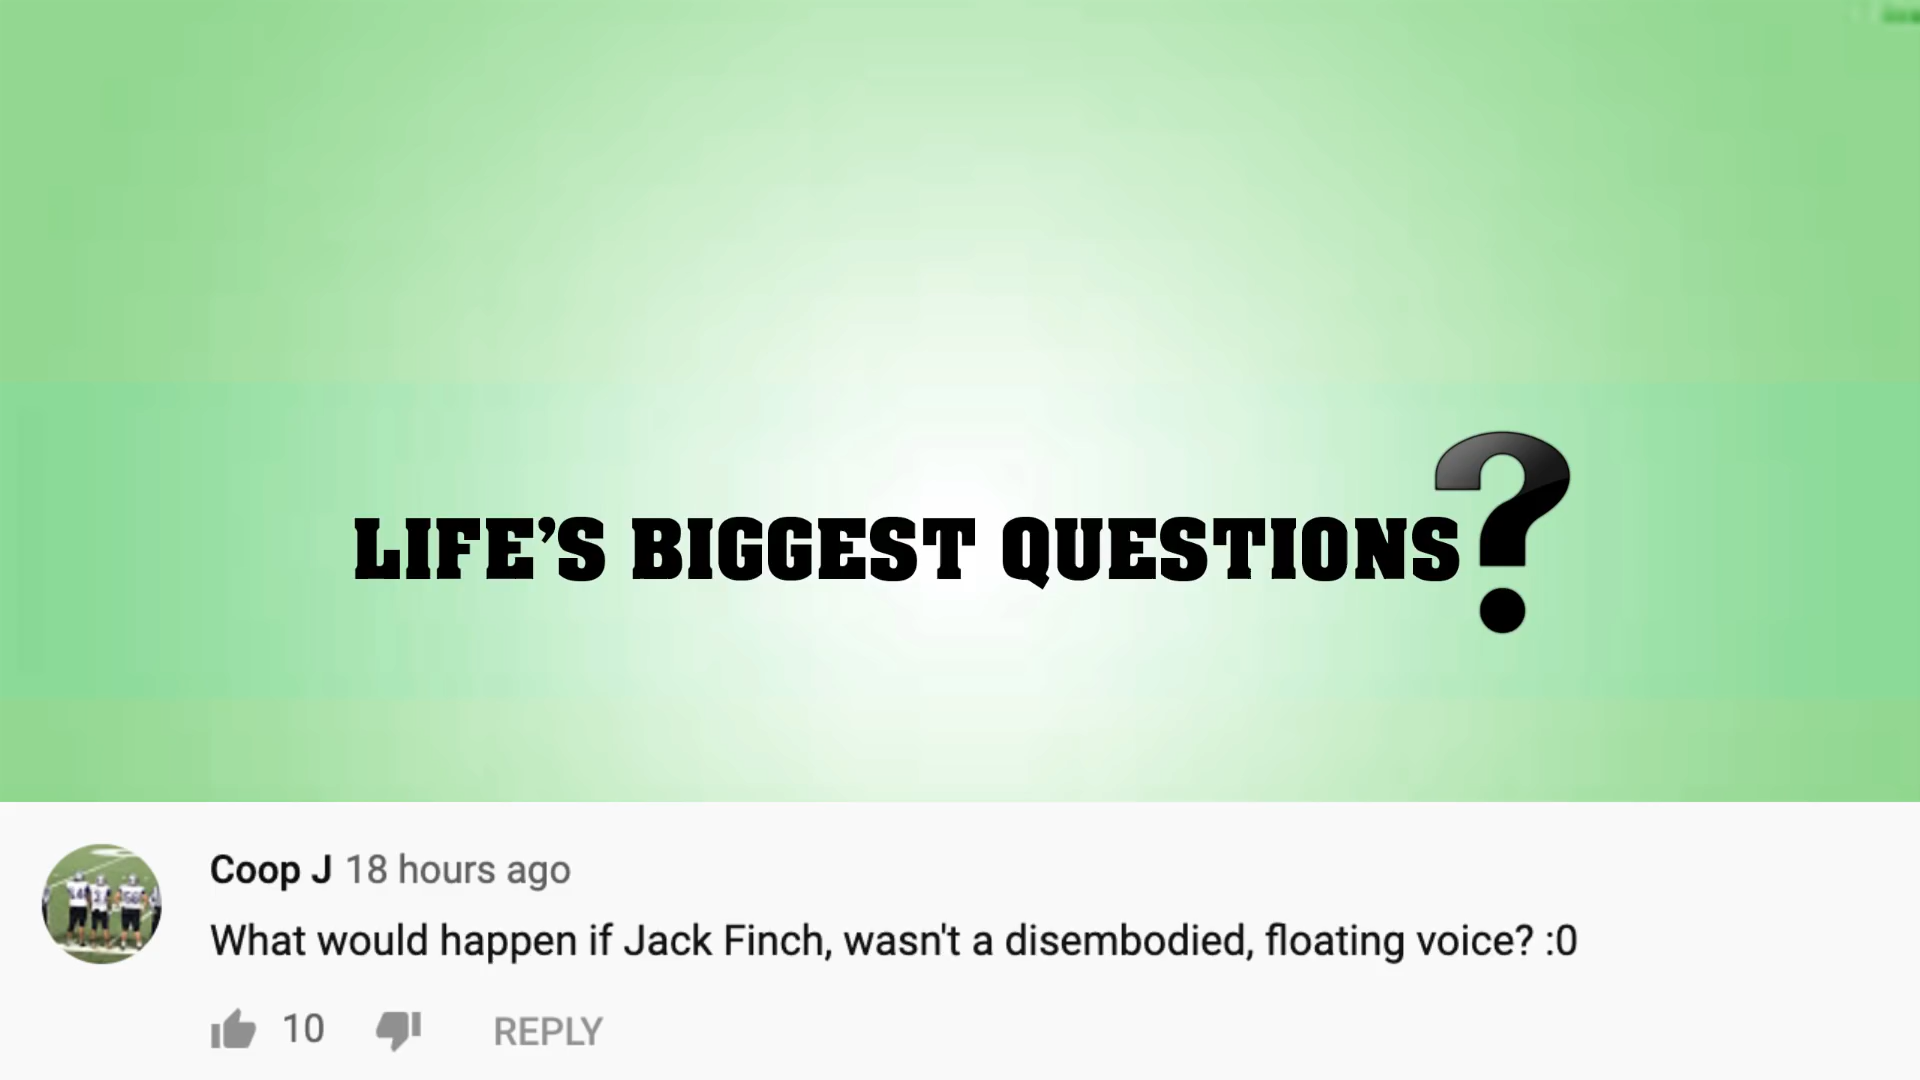 LIFE’S BIGGEST QUESTIONS?
Coop J 18 hours ago
What would happen if Jack Finch, wasn't a disembodied, floating voice? :0
10 REPLY